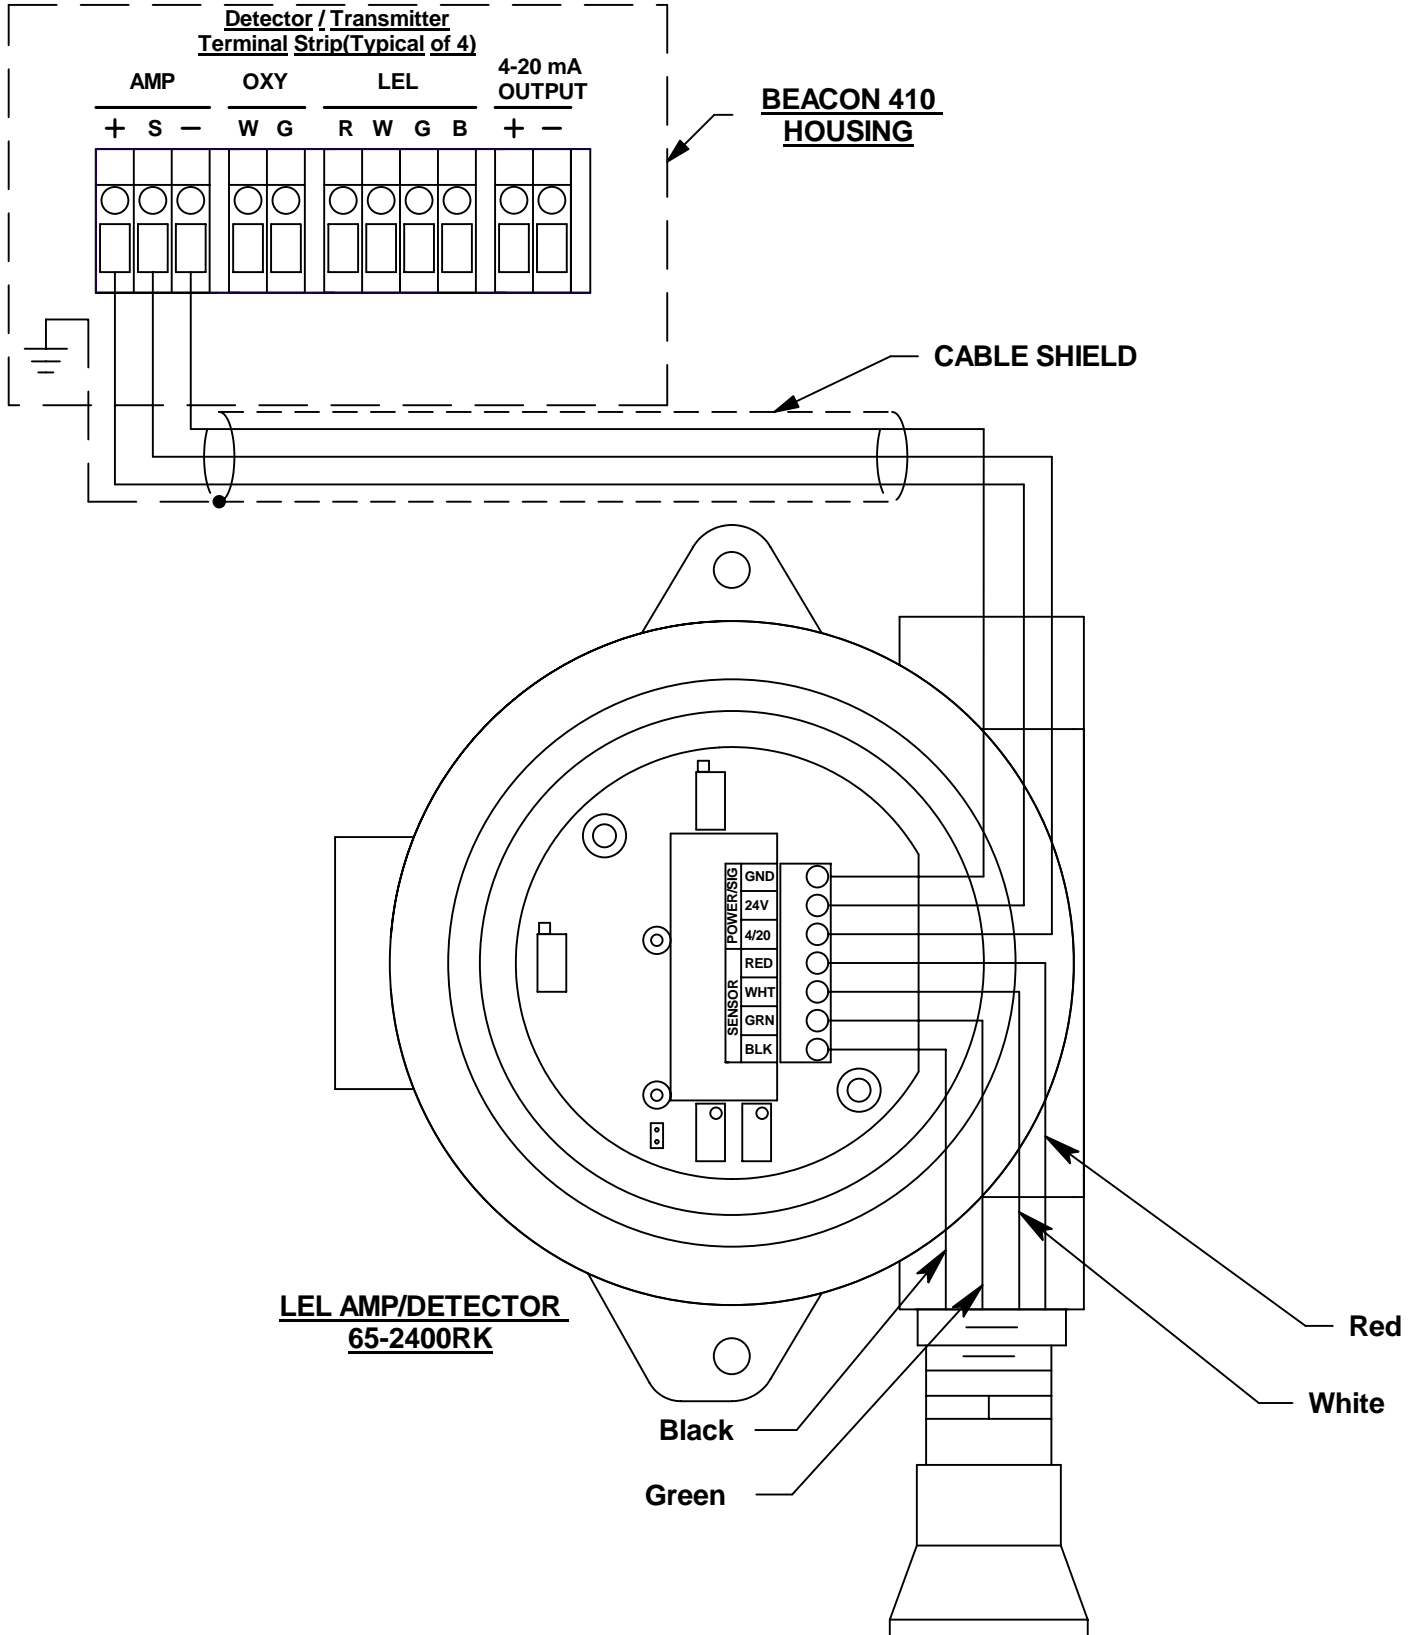 Detector / Transmitter
Terminal Strip(Typical of 4)
AMP OXY LEL 4-20 mA
OUTPUT
+ S − W G R W G B + −
BEACON 410
HOUSING
CABLE SHIELD
POWER/SIG
GND
24V
4/20
SENSOR
RED
WHT
GRN
BLK
LEL AMP/DETECTOR
65-2400RK
Red
White
Black
Green